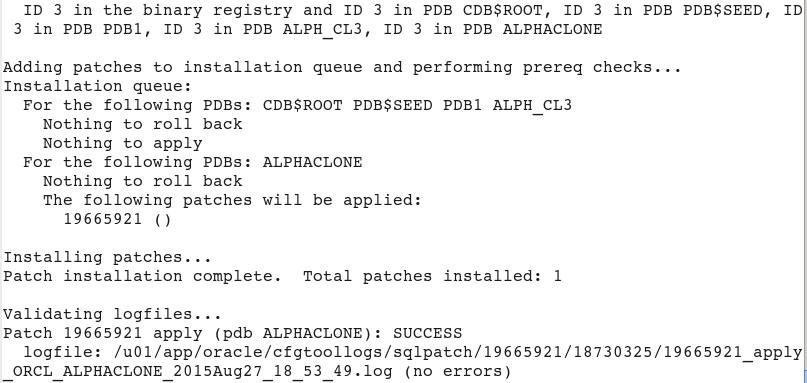 ID 3 in the binary registry and ID 3 in PDB CDB$ROOT, ID 3 in PDB PDB$SEED, ID
3 in PDB PDB1, ID 3 in PDB ALPH_CL3, ID 3 in PDB ALPHACLONE
Adding patches to installation queue and performing prereq checks...
Installation queue:
For the following PDBs: CDB$ROOT PDB$SEED PDB1 ALPH_CL3
Nothing to roll back
Nothing to apply
For the following PDBs: ALPHACLONE
Nothing to roll back
The following patches will be applied:
19665921 ()
Installing patches...
Patch installation complete.  Total patches installed: 1
Validating logfiles...
Patch 19665921 apply (pdb ALPHACLONE): SUCCESS
logfile: /u01/app/oracle/cfgtoollogs/sqlpatch/19665921/18730325/19665921_apply
_ORCL_ALPHACLONE_2015Aug27_18_53_49.log (no errors)